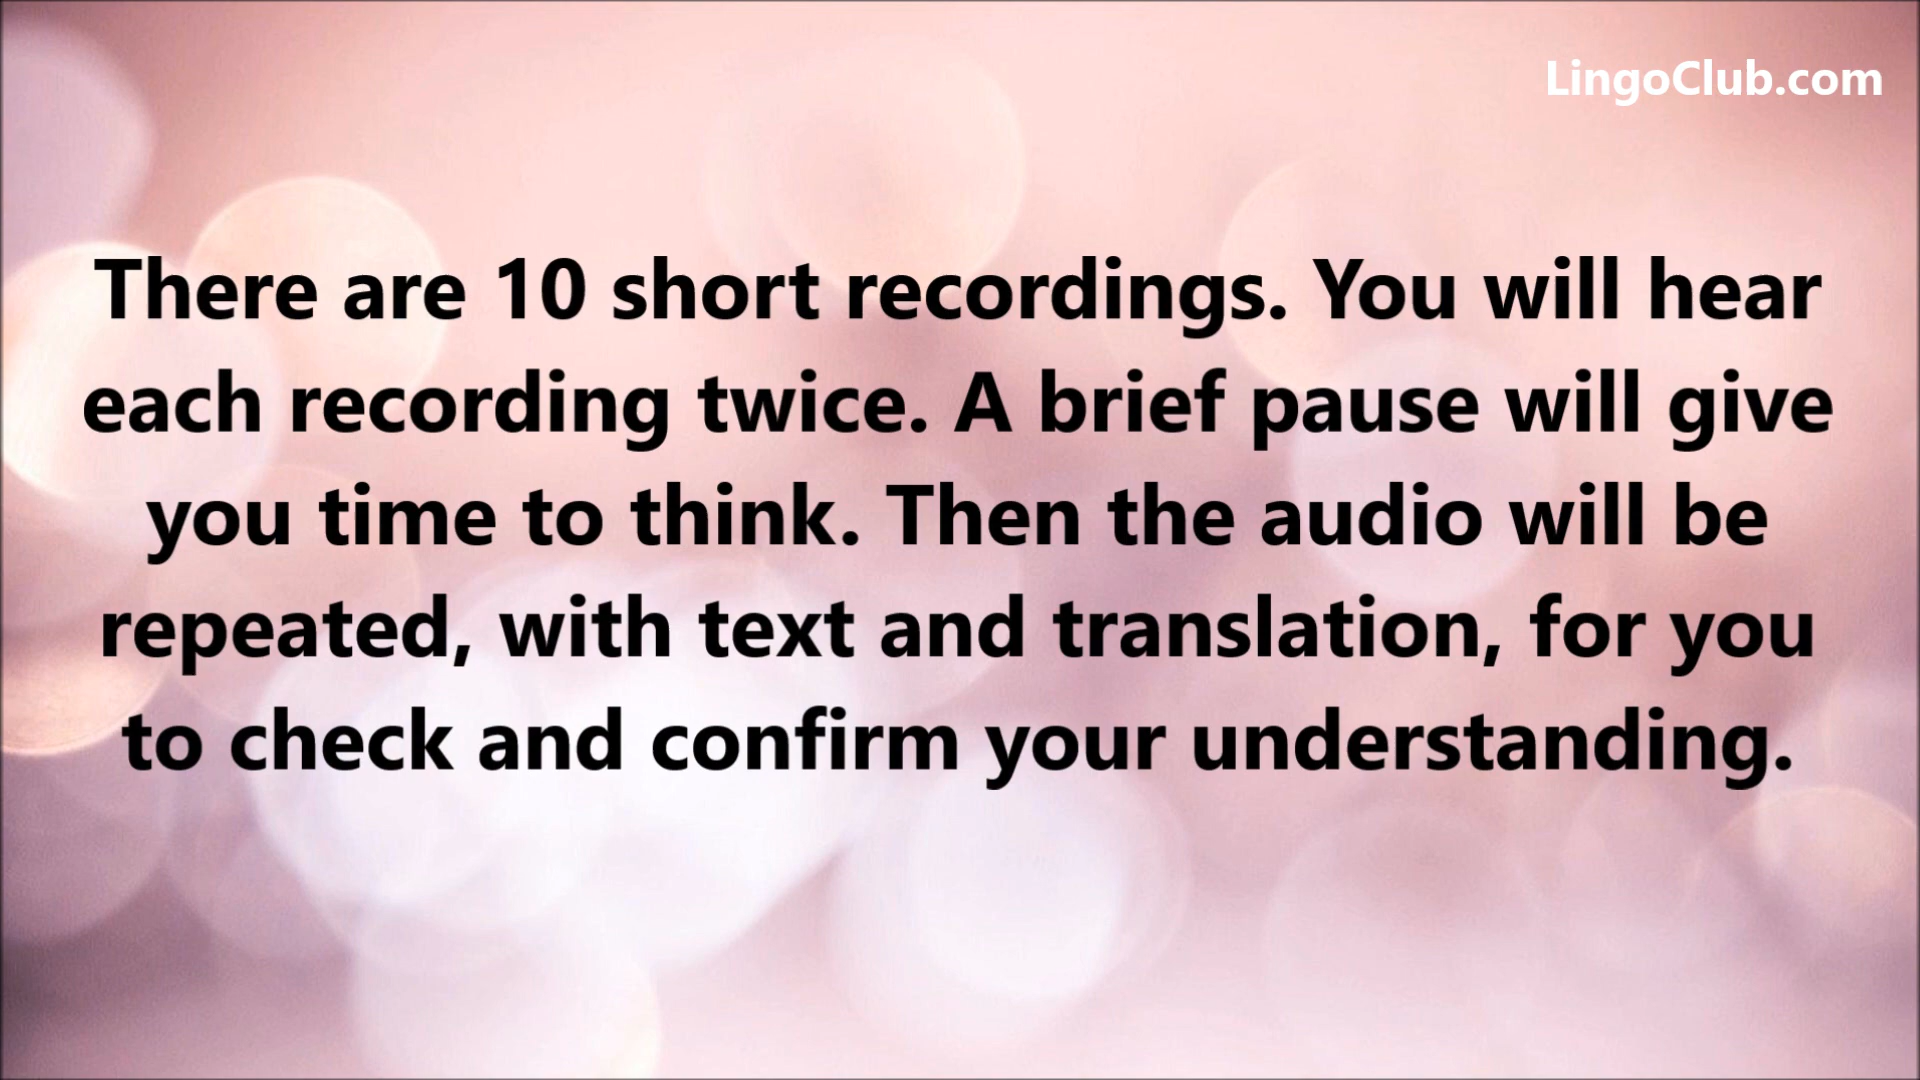 LingoClub.com
There are 10 short recordings. You will hear
each recording twice. A brief pause will give
you time to think. Then the audio will be
repeated, with text and translation, for you
to check and confirm your understanding.